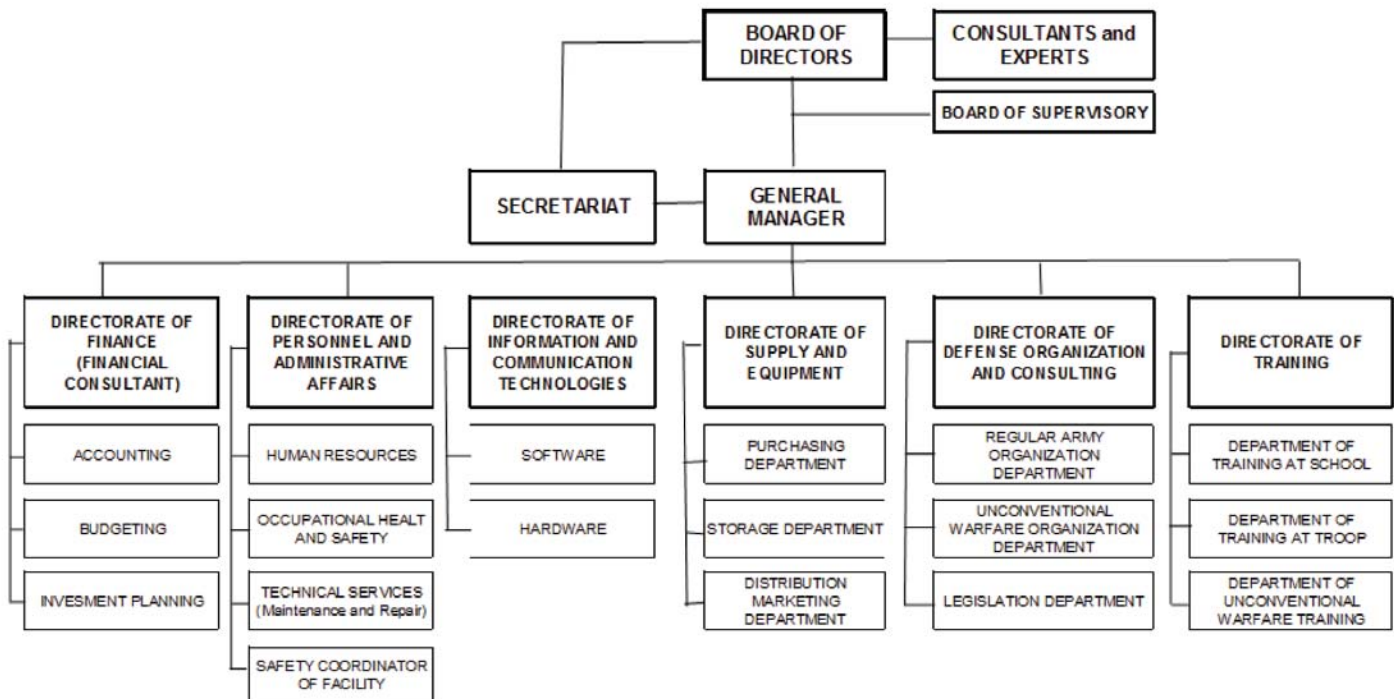 BOARD OF
DIRECTORS
CONSULTANTS and
EXPERTS
BOARD OF SUPERVISORY
SECRETARIAT
GENERAL
MANAGER
DIRECTORATE OF
FINANCE
(FINANCIAL
CONSULTANT)
ACCOUNTING
BUDGETING
INVESMENT PLANNING
DIRECTORATE OF
PERSONNEL AND
ADMINISTRATIVE
AFFAIRS
HUMAN RESOURCES
OCCUPATIONAL HEALT
AND SAFETY
TECHNICAL SERVICES
(Maintenance and Repair)
SAFETY COORDINATOR
OF FACILITY
DIRECTORATE OF
INFORMATION AND
COMMUNICATION
TECHNOLOGIES
SOFTWARE
HARDWARE
DIRECTORATE OF
SUPPLY AND
EQUIPMENT
PURCHASING
DEPARTMENT
STORAGE DEPARTMENT
DISTRIBUTION
MARKETING
DEPARTMENT
DIRECTORATE OF
DEFENSE ORGANIZATION
AND CONSULTING
REGULAR ARMY
ORGANIZATION
DEPARTMENT
UNCONVENTIONAL
WARFARE ORGANIZATION
DEPARTMENT
LEGISLATION DEPARTMENT
DIRECTORATE OF
TRAINING
DEPARTMENT OF
TRAINING AT SCHOOL
DEPARTMENT OF
TRAINING AT TROOP
DEPARTMENT OF
UNCONVENTIONAL
WARFARE TRAINING